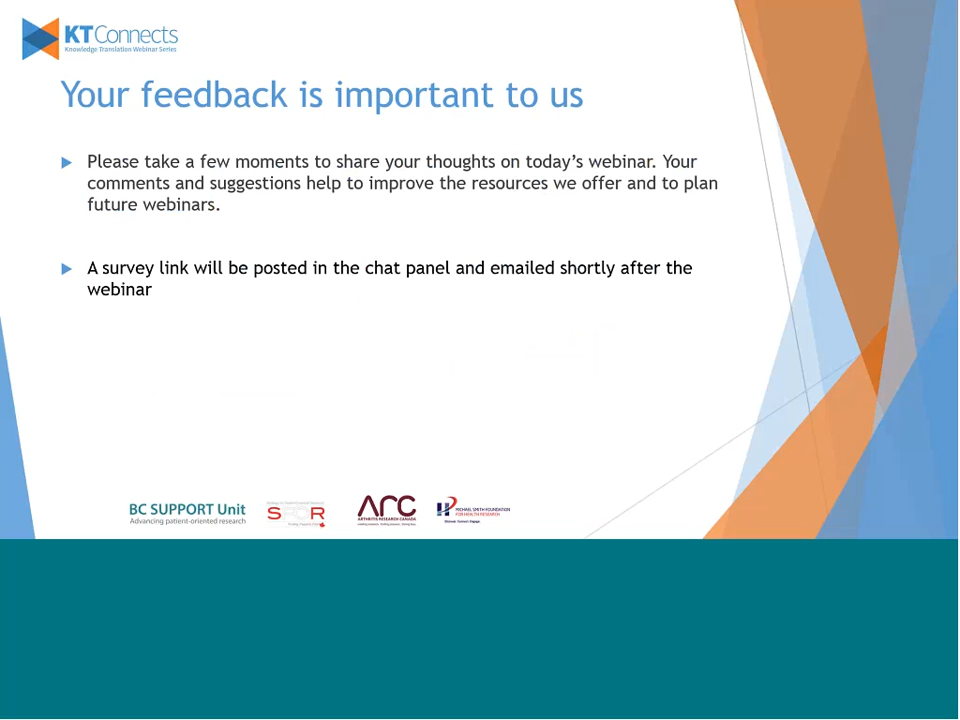 KTConnects
Knowledge Translation Webinar Series
Your feedback is important to us
Please take a few moments to share your thoughts on today's webinar. Your
comments and suggestions help to improve the resources we offer and to plan
future webinars.
A survey link will be posted in the chat panel and emailed shortly after the
webinar
BC SUPPORT Unit
Advancing patient-oriented research
SPOR
ARC
ARTHRITIS RESEARCH CANADA
MICHAEL SMITH FOUNDATION
FOR HEALTH RESEARCH